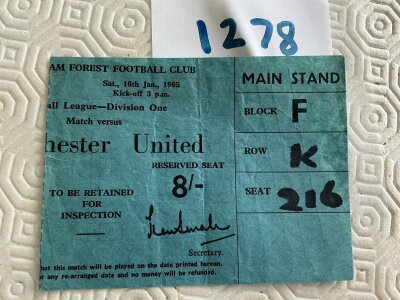 1278
AM FOREST FOOTBALL CLUB
Sat., 16th Jan., 1965
Kick-off 3 p.m.
all League—Division One
Match versus
hester United
RESERVED SEAT
8/-
TO BE RETAINED
FOR
INSPECTION
Secretary.
hat this match will be played on the date printed hereon,
or any re-arranged date and no money will be refunded.
MAIN STAND
BLOCK F
ROW K
SEAT 216